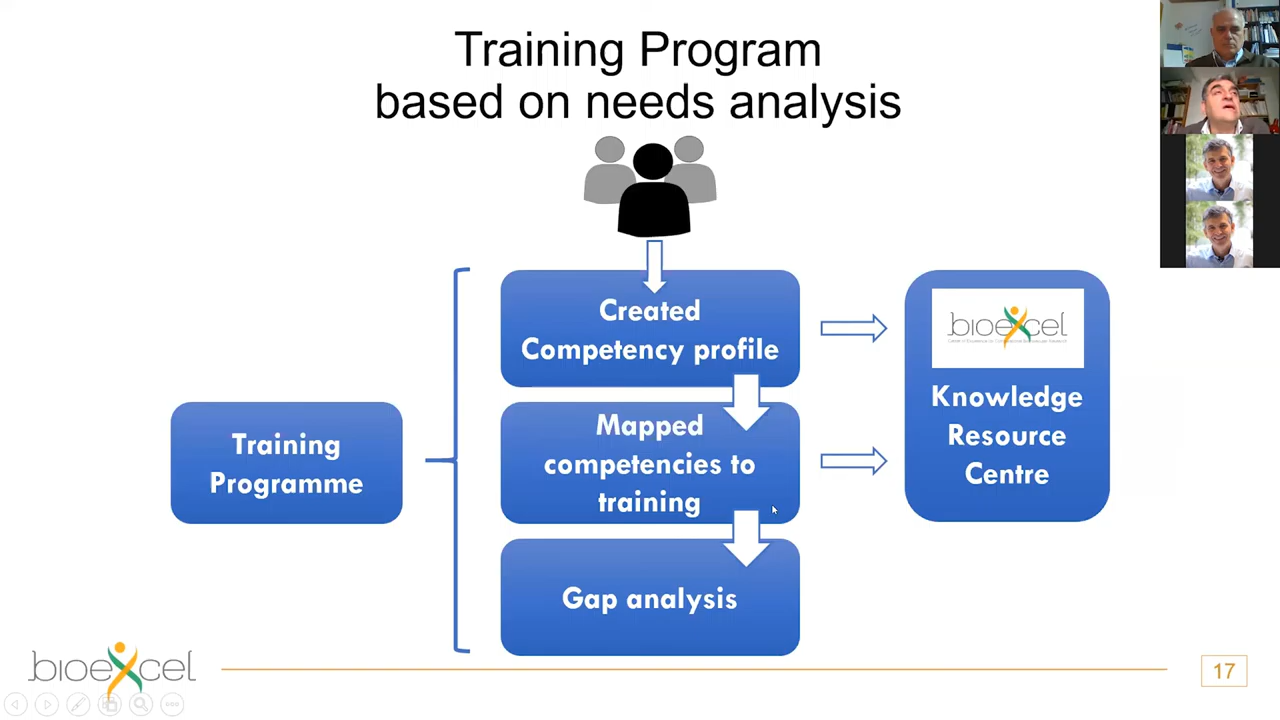 Training Program
based on needs analysis
Created
Competency profile
Mapped
competencies to
training
Gap analysis
Training
Programme
bioexcel
Knowledge
Resource
Centre
bioexcel
17